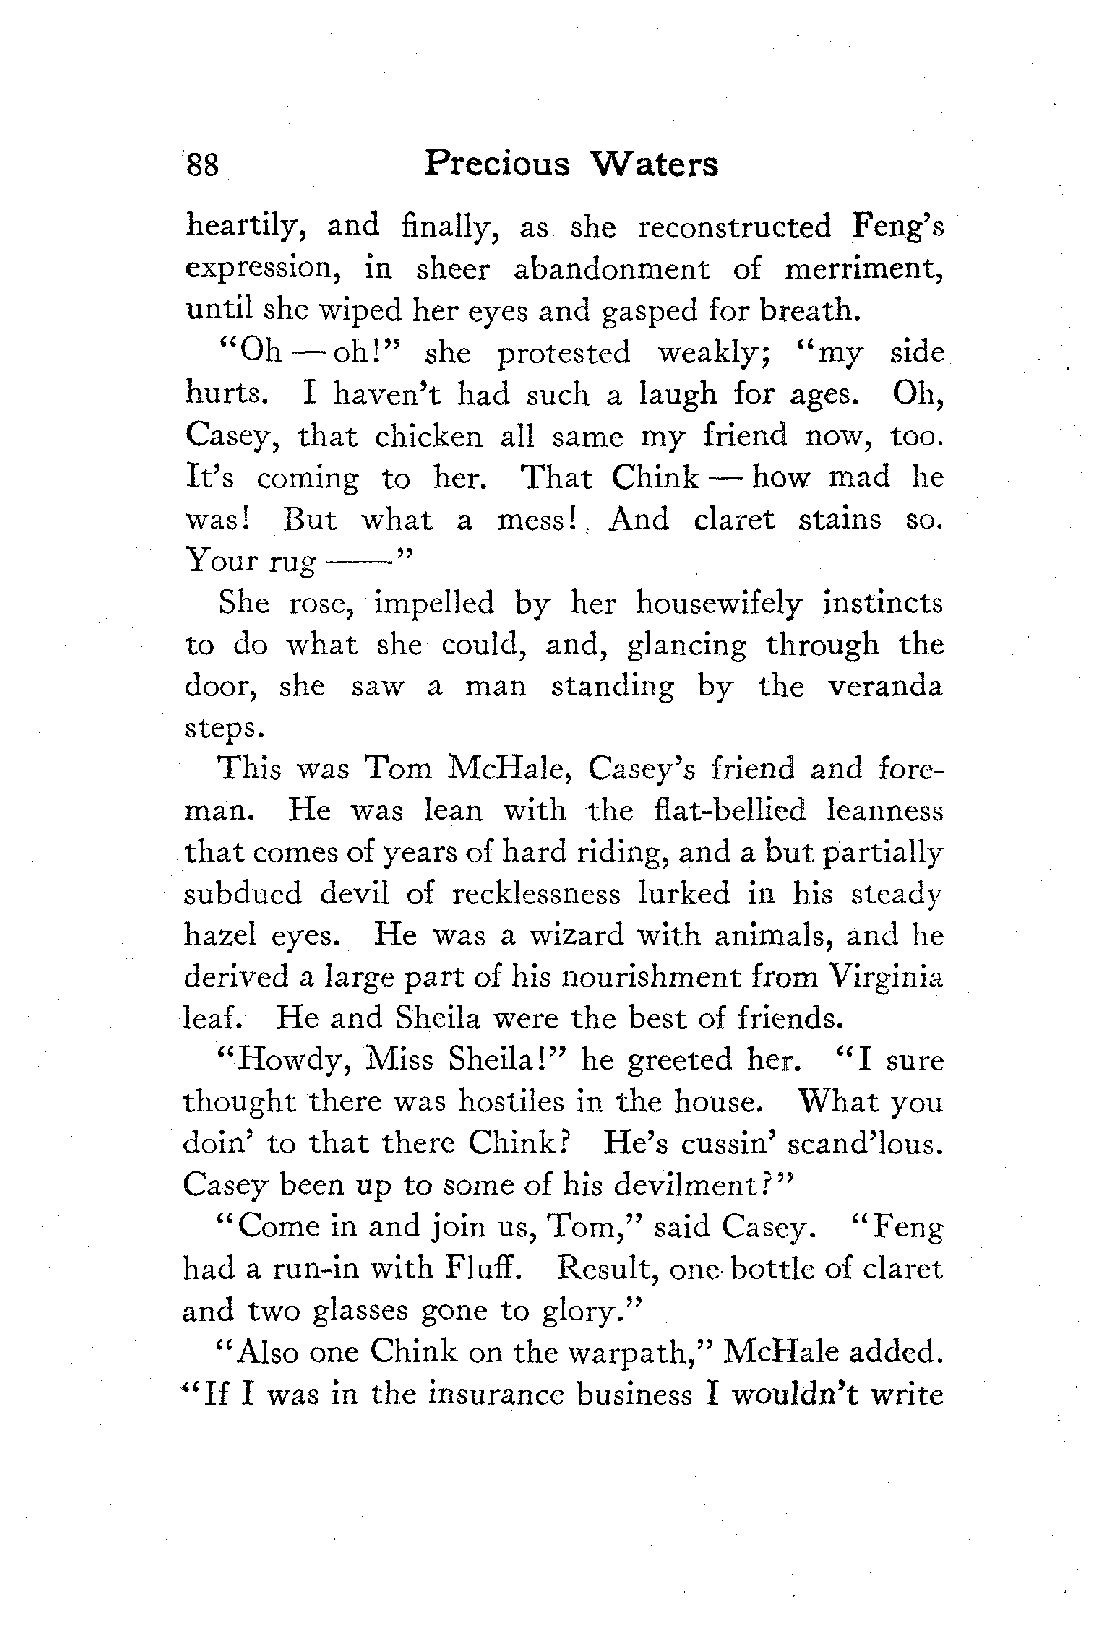 88 Precious Waters
heartily, and finally, as she reconstructed Feng's
expression, in sheer abandonment of merriment,
until she wiped her eyes and gasped for breath.
"Oh — oh!" she protested weakly; "my side
hurts. I haven't had such a laugh for ages. Oh,
Casey, that chicken all same my friend now, too.
It's coming to her. That Chink — how mad he
was! But what a mess! And claret stains so.
Your rug ——"
She rose, impelled by her housewifely instincts
to do what she could, and, glancing through the
door, she saw a man standing by the veranda
steps.
This was Tom McHale, Casey's friend and fore-
man. He was lean with the flat-bellied leanness
that comes of years of hard riding, and a but partially
subdued devil of recklessness lurked in his steady
hazel eyes. He was a wizard with animals, and he
derived a large part of his nourishment from Virginia
leaf. He and Sheila were the best of friends.
"Howdy, Miss Sheila!" he greeted her. "I sure
thought there was hostiles in the house. What you
doin' to that there Chink? He's cussin' scand'lous.
Casey been up to some of his devilment?"
"Come in and join us, Tom," said Casey. "Feng
had a run-in with Fluff. Result, one bottle of claret
and two glasses gone to glory."
"Also one Chink on the warpath," McHale added.
"If I was in the insurance business I wouldn't write